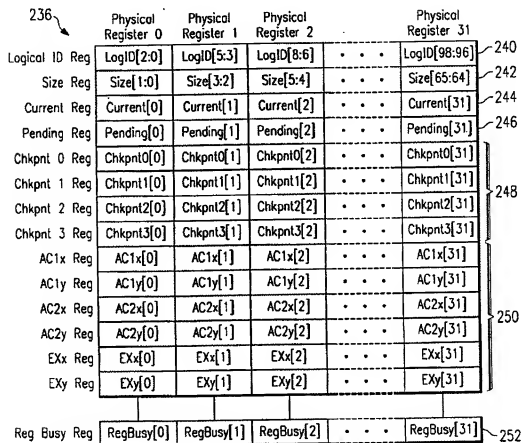 236
Physical Register 0 Physical Register 1 Physical Register 2 Physical Register 31
Logical ID Reg LogID[2:0] LogID[5:3] LogID[8:6] • • • LogID[98:96] 240
Size Reg Size[1:0] Size[3:2] Size[5:4] • • • Size[65:64] 242
Current Reg Current[0] Current[1] Current[2] • • • Current[31] 244
Pending Reg Pending[0] Pending[1] Pending[2] • • • Pending[31] 246
Chkpnt 0 Reg Chkpnt0[0] Chkpnt0[1] Chkpnt0[2] • • • Chkpnt0[31]
Chkpnt 1 Reg Chkpnt1[0] Chkpnt1[1] Chkpnt1[2] • • • Chkpnt1[31]
248
Chkpnt 2 Reg Chkpnt2[0] Chkpnt2[1] Chkpnt2[2] • • • Chkpnt2[31]
Chkpnt 3 Reg Chkpnt3[0] Chkpnt3[1] Chkpnt3[2] • • • Chkpnt3[31]
AC1x Reg AC1x[0] AC1x[1] AC1x[2] • • • AC1x[31]
AC1y Reg AC1y[0] AC1y[1] AC1y[2] • • • AC1y[31]
AC2x Reg AC2x[0] AC2x[1] AC2x[2] • • • AC2x[31]
250
AC2y Reg AC2y[0] AC2y[1] AC2y[2] • • • AC2y[31]
EXx Reg EXx[0] EXx[1] EXx[2] • • • EXx[31]
EXy Reg EXy[0] EXy[1] EXy[2] • • • EXy[31]
Reg Busy Reg RegBusy[0] RegBusy[1] RegBusy[2] • • • RegBusy[31] 252